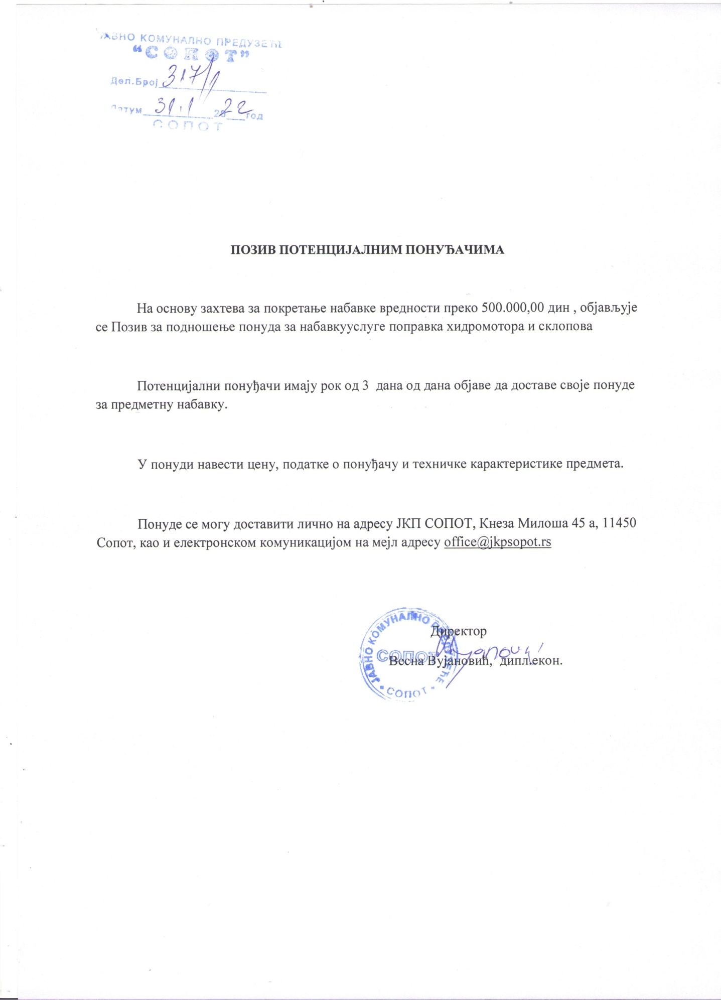 ЈАВНО КОМУНАЛНО ПРЕДУЗЕЋЕ
“СОПОТ”
Дел.Број 317/1
Датум 31.1 2022 год
СОПОТ
ПОЗИВ ПОТЕНЦИЈАЛНИМ ПОНУЂАЧИМА
На основу захтева за покретање набавке вредности преко 500.000,00 дин , објављује
се Позив за подношење понуда за набавкууслуге поправка хидромотора и склопова
Потенцијални понуђачи имају рок од 3 дана од дана објаве да доставе своје понуде
за предметну набавку.
У понуди навести цену, податке о понуђачу и техничке карактеристике предмета.
Понуде се могу доставити лично на адресу ЈКП СОПОТ, Кнеза Милоша 45 а, 11450
Сопот, као и електронском комуникацијом на мејл адресу office@jkpsopot.rs
Директор
Весна Вујановић, дипл.екон.
ЈАВНО КОМУНАЛНО ПРЕДУЗЕЋЕ
СОПОТ
СОПОТ